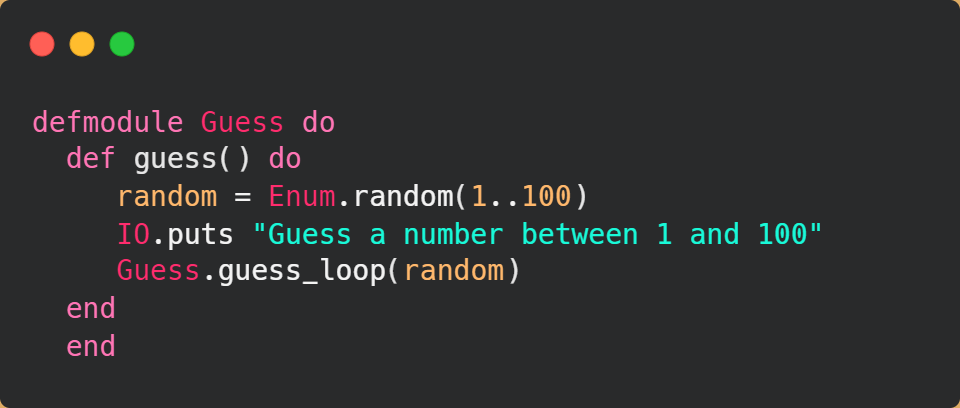 defmodule Guess do
  def guess() do
     random = Enum.random(1..100)
     IO.puts "Guess a number between 1 and 100"
     Guess.guess_loop(random)
  end
  end